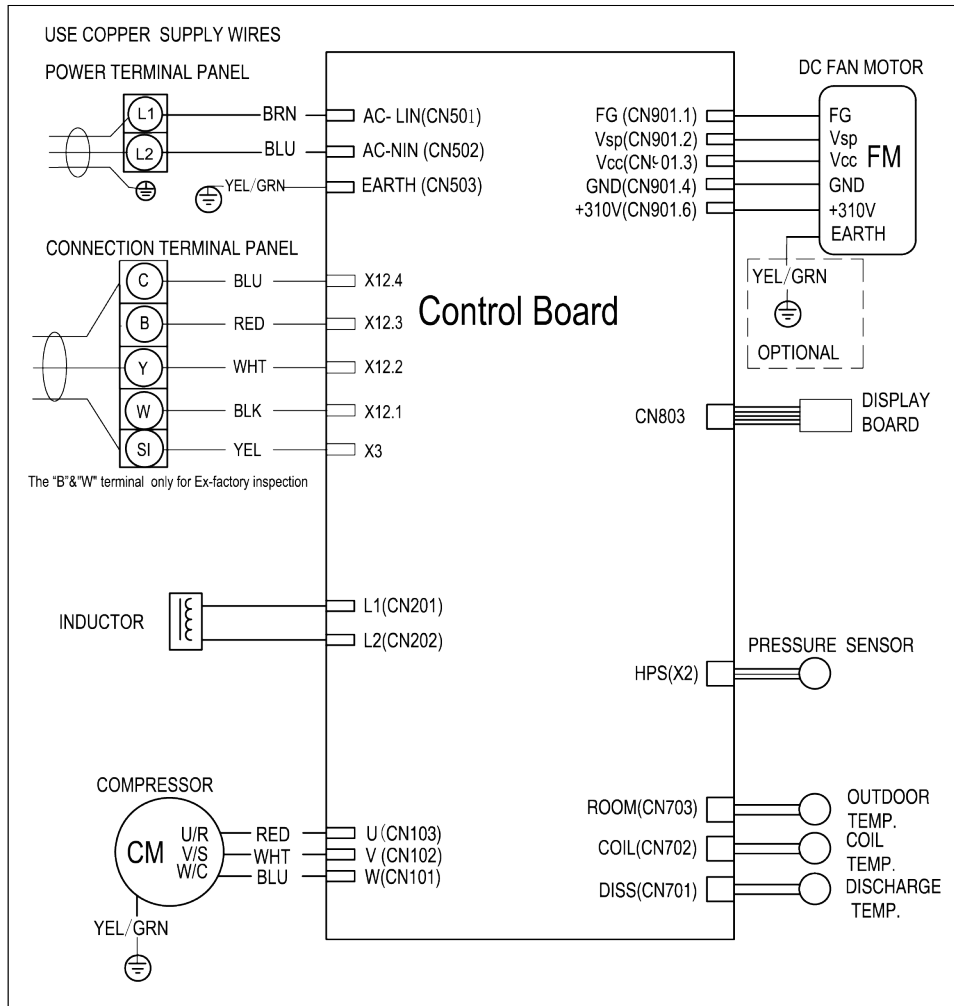 USE COPPER SUPPLY WIRES
POWER TERMINAL PANEL
L1
BRN
AC- LIN(CN501)
L2
BLU
AC-NIN (CN502)
YEL/GRN
EARTH (CN503)
CONNECTION TERMINAL PANEL
C
BLU
X12.4
B
RED
X12.3
Y
WHT
X12.2
W
BLK
X12.1
SI
YEL
X3
The "B"&"W" terminal only for Ex-factory inspection
INDUCTOR
L1(CN201)
L2(CN202)
COMPRESSOR
CM
U/R
V/S
W/C
RED
WHT
BLU
U(CN103)
V (CN102)
W(CN101)
YEL/GRN
Control Board
DC FAN MOTOR
FG (CN901.1)
Vsp(CN901.2)
Vcc(CN901.3)
GND(CN901.4)
+310V(CN901.6)
FG
Vsp
Vcc
FM
GND
+310V
EARTH
YEL/GRN
OPTIONAL
CN803
DISPLAY
BOARD
PRESSURE SENSOR
HPS(X2)
ROOM(CN703)
OUTDOOR
TEMP.
COIL(CN702)
COIL
TEMP.
DISS(CN701)
DISCHARGE
TEMP.